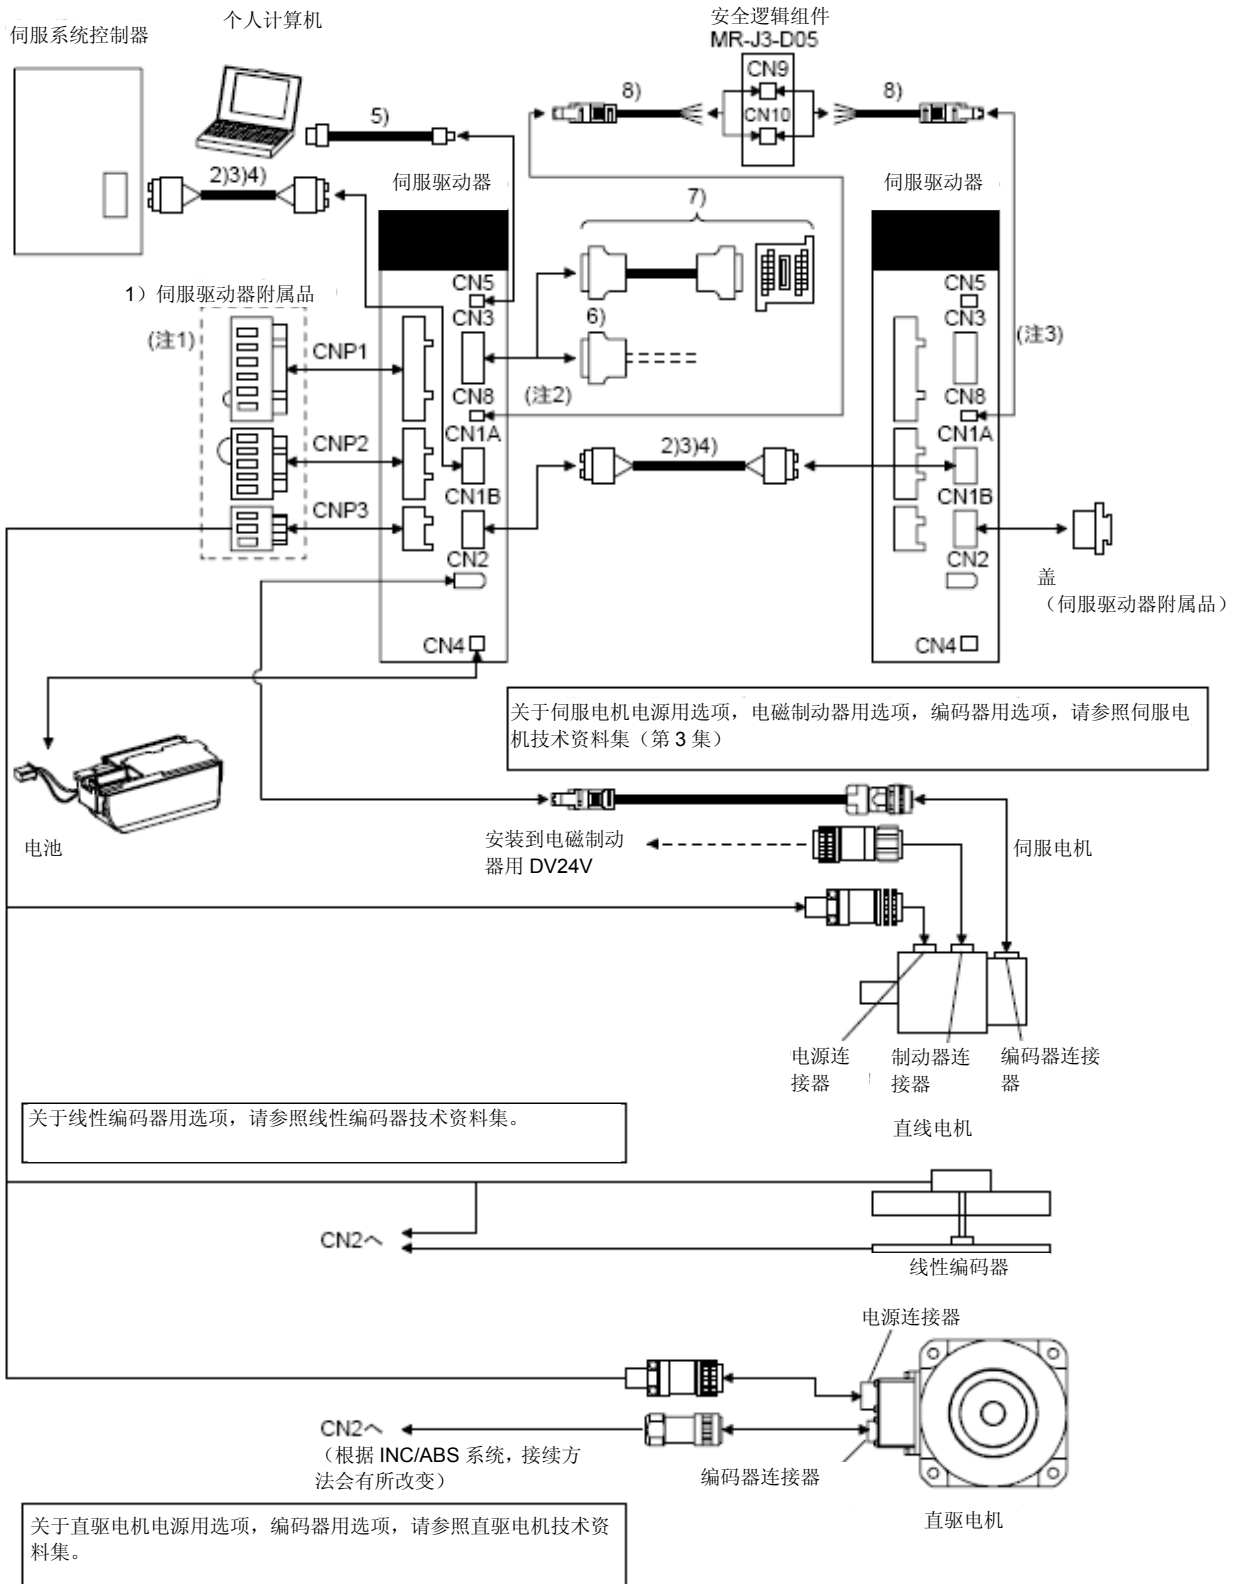 伺服系统控制器
个人计算机
安全逻辑组件
MR-J3-D05
CN9
CN10
8)
8)
5)
2)3)4)
伺服驱动器
伺服驱动器
7)
1）伺服驱动器附属品
(注1)
CNP1
CNP2
CNP3
CN5
CN3
CN8
CN1A
CN1B
CN2
CN4
6)
(注2)
2)3)4)
CN5
CN3
(注3)
CN8
CN1A
CN1B
CN2
CN4
盖
（伺服驱动器附属品）
关于伺服电机电源用选项，电磁制动器用选项，编码器用选项，请参照伺服电
机技术资料集（第 3 集）
电池
安装到电磁制动
器用 DV24V
伺服电机
电源连
接器
制动器连
接器
编码器连接
器
关于线性编码器用选项，请参照线性编码器技术资料集。
直线电机
CN2へ
线性编码器
电源连接器
CN2へ
（根据 INC/ABS 系统，接续方
法会有所改变）
编码器连接器
直驱电机
关于直驱电机电源用选项，编码器用选项，请参照直驱电机技术资
料集。